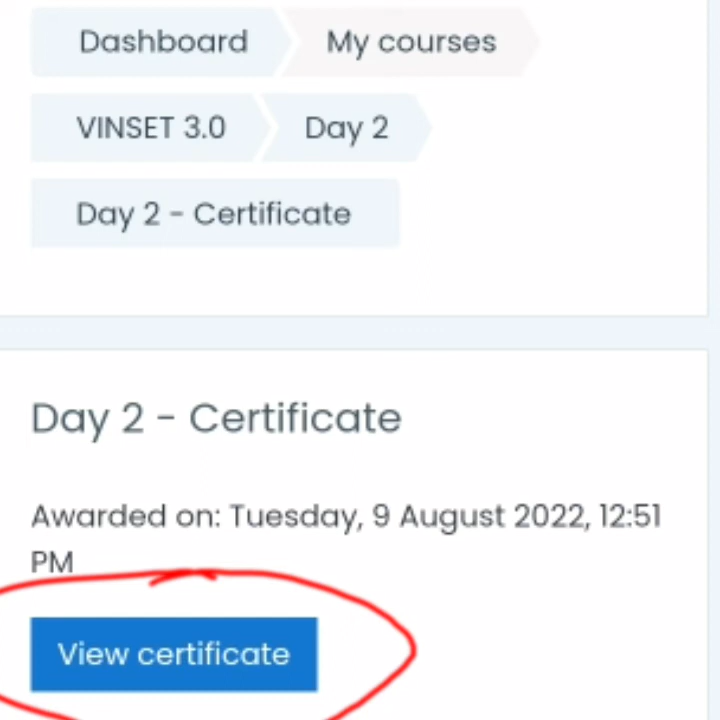 Dashboard My courses
VINSET 3.0 Day 2
Day 2 - Certificate
Day 2 - Certificate
Awarded on: Tuesday, 9 August 2022, 12:51
PM
View certificate